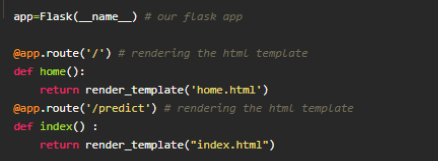 app=Flask(__name__) # our flask app
@app.route('/') # rendering the html template
def home():
    return render_template('home.html')
@app.route('/predict') # rendering the html template
def index() :
    return render_template("index.html")